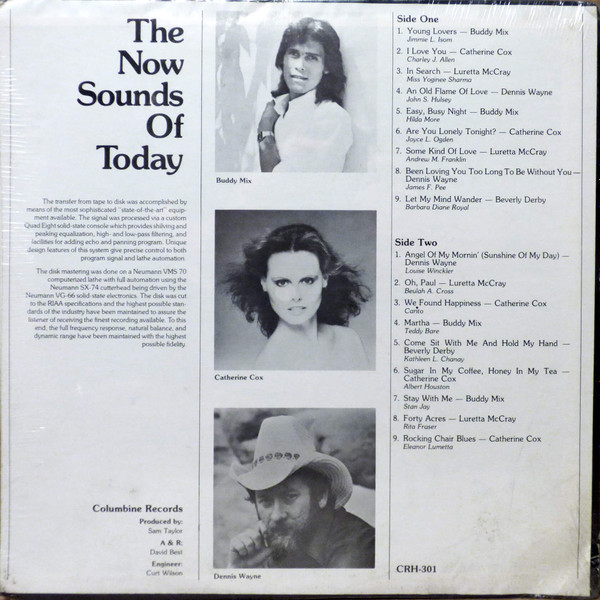 The
Now
Sounds
Of
Today
The transfer from tape to disk was accomplished by
means of the most sophisticated "state-of-the-art" equip-
ment available. The signal was processed via a custom
Quad Eight solid-state console which provides shilving and
peaking equalization, high- and low-pass filtering, and
facilities for adding echo and panning program. Unique
design features of this system give precise control to both
program signal and lathe automation.
The disk mastering was done on a Neumann VMS 70
computerized lathe with full automation using the
Neumann SX-74 cutterhead being driven by the
Neumann VG-66 solid-state electronics. The disk was cut
to the RIAA specifications and the highest possible stan-
dards of the industry have been maintained to assure the
listener of receiving the finest recording available. To this
end, the full frequency response, natural balance, and
dynamic range have been maintained with the highest
possible fidelity.
Columbine Records
Produced by:
Sam Taylor
A & R:
David Best
Engineer:
Curt Wilson
Buddy Mix
Catherine Cox
Dennis Wayne
Side One
1. Young Lovers — Buddy Mix
Jimmie L. Isom
2. I Love You — Catherine Cox
Charley J. Allen
3. In Search — Luretta McCray
Miss Yoginee Sharma
4. An Old Flame Of Love — Dennis Wayne
John S. Hulsey
5. Easy, Busy Night — Buddy Mix
Hilda More
6. Are You Lonely Tonight? — Catherine Cox
Joyce L. Ogden
7. Some Kind Of Love — Luretta McCray
Andrew M. Franklin
8. Been Loving You Too Long To Be Without You —
Dennis Wayne
James F. Pee
9. Let My Mind Wander — Beverly Derby
Barbara Diane Royal
Side Two
1. Angel Of My Mornin' (Sunshine Of My Day) —
Dennis Wayne
Louise Winckler
2. Oh, Paul — Luretta McCray
Beulah A. Cross
3. We Found Happiness — Catherine Cox
Canto
4. Martha — Buddy Mix
Teddy Bare
5. Come Sit With Me And Hold My Hand —
Beverly Derby
Kathleen L. Chanay
6. Sugar In My Coffee, Honey In My Tea —
Catherine Cox
Albert Houston
7. Stay With Me — Buddy Mix
Stan Jay
8. Forty Acres — Luretta McCray
Rita Fraser
9. Rocking Chair Blues — Catherine Cox
Eleanor Lumetta
CRH-301